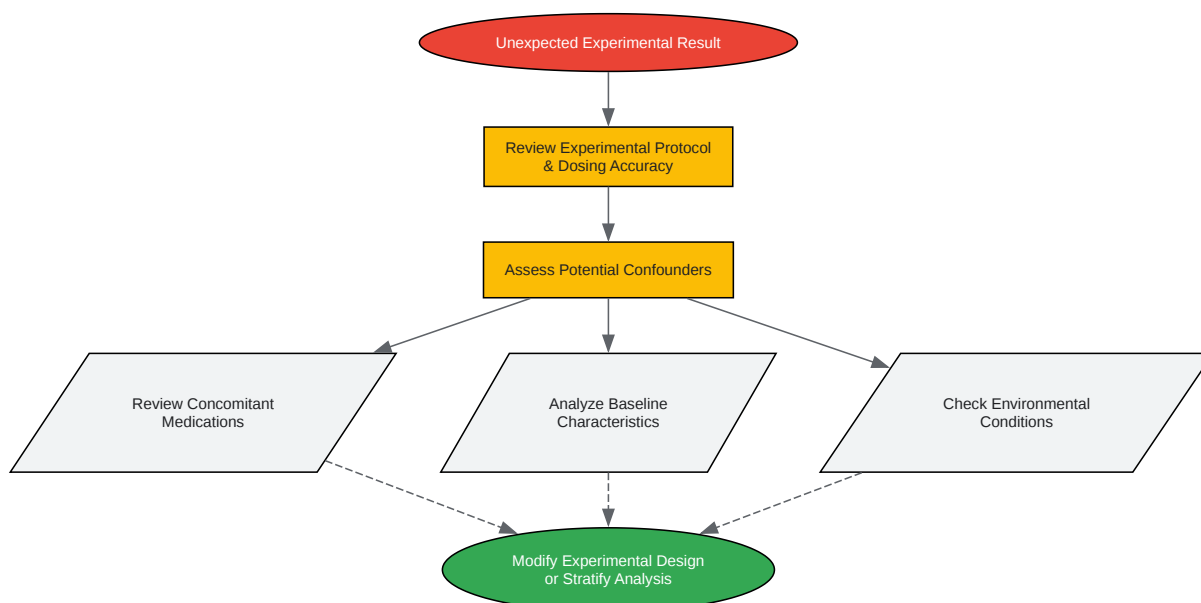 Unexpected Experimental Result
Review Experimental Protocol
& Dosing Accuracy
Assess Potential Confounders
Review Concomitant
Medications
Analyze Baseline
Characteristics
Check Environmental
Conditions
Modify Experimental Design
or Stratify Analysis